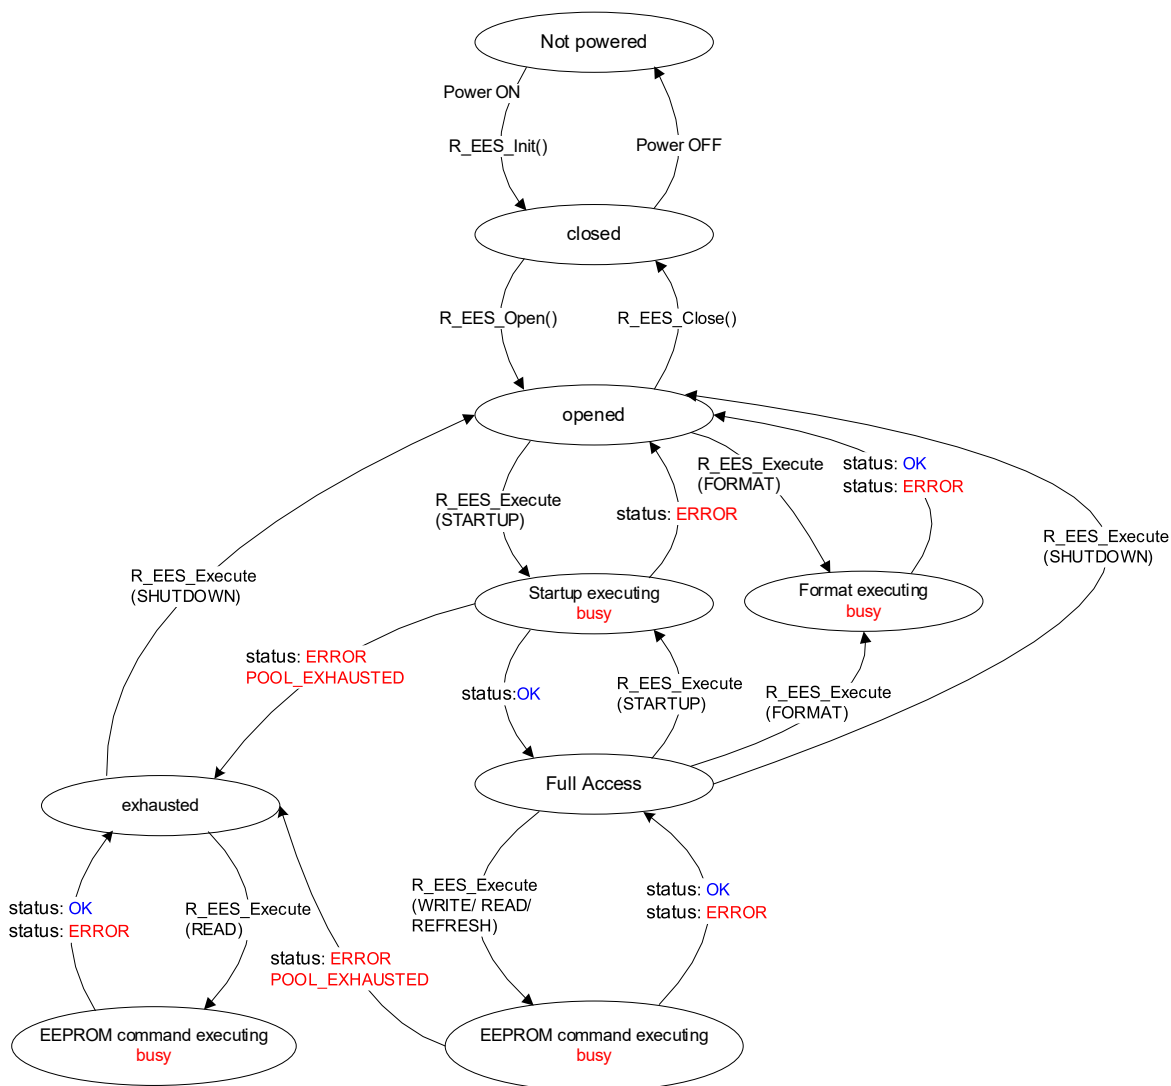 Not powered
Power ON
R_EES_Init()
Power OFF
closed
R_EES_Open()
R_EES_Close()
opened
R_EES_Execute
(STARTUP)
status: ERROR
R_EES_Execute
(FORMAT)
status: OK
status: ERROR
R_EES_Execute
(SHUTDOWN)
R_EES_Execute
(SHUTDOWN)
Startup executing
busy
Format executing
busy
status: ERROR
POOL_EXHAUSTED
status:OK
R_EES_Execute
(STARTUP)
R_EES_Execute
(FORMAT)
Full Access
exhausted
status: OK
status: ERROR
R_EES_Execute
(READ)
R_EES_Execute
(WRITE/ READ/
REFRESH)
status: OK
status: ERROR
status: ERROR
POOL_EXHAUSTED
EEPROM command executing
busy
EEPROM command executing
busy